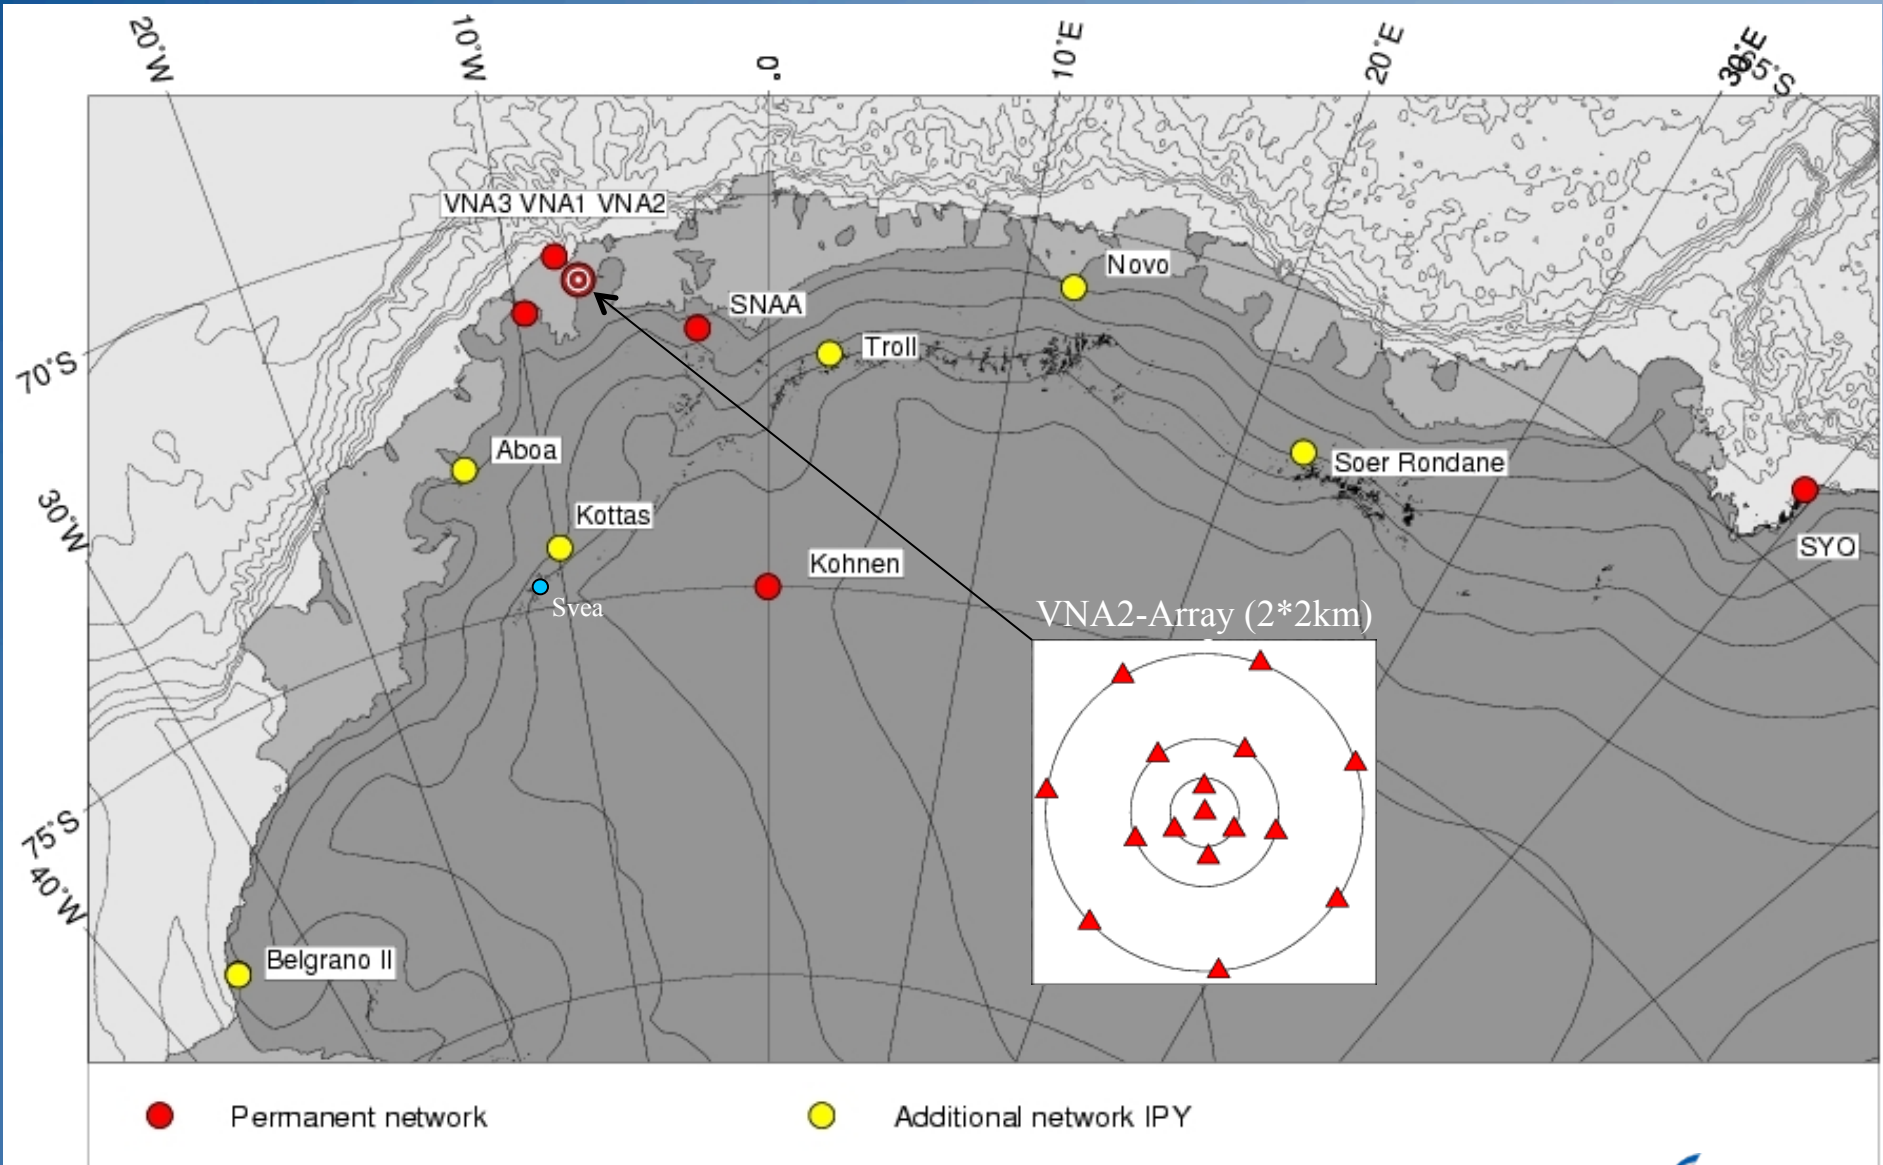 20°W
10°W
0°
10°E
20°E
30°E
65°S
VNA3 VNA1 VNA2
Novo
SNAA
Troll
70°S
Aboa
Soer Rondane
30°W
Kottas
SYO
Kohnen
Svea
VNA2-Array (2*2km)
75°S
40°W
Belgrano II
Permanent network
Additional network IPY